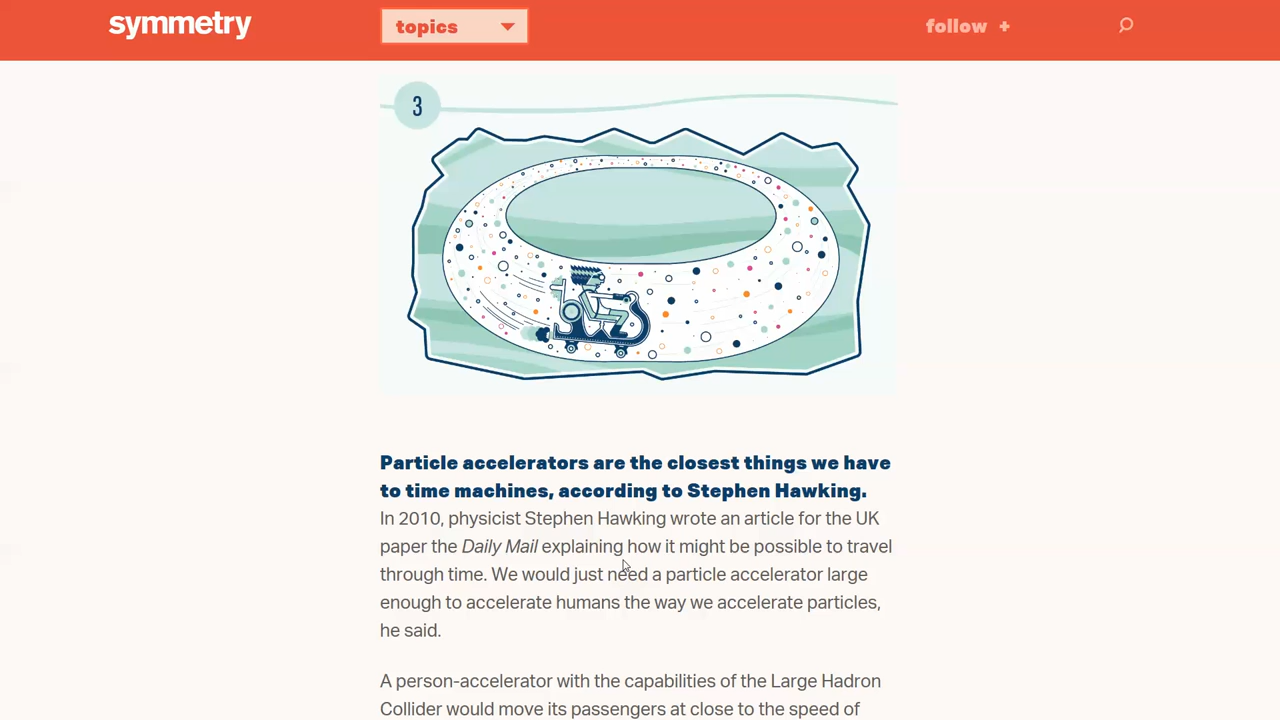 symmetry
topics
follow +
3
Particle accelerators are the closest things we have
to time machines, according to Stephen Hawking.
In 2010, physicist Stephen Hawking wrote an article for the UK
paper the Daily Mail explaining how it might be possible to travel
through time. We would just need a particle accelerator large
enough to accelerate humans the way we accelerate particles,
he said.
A person-accelerator with the capabilities of the Large Hadron
Collider would move its passengers at close to the speed of